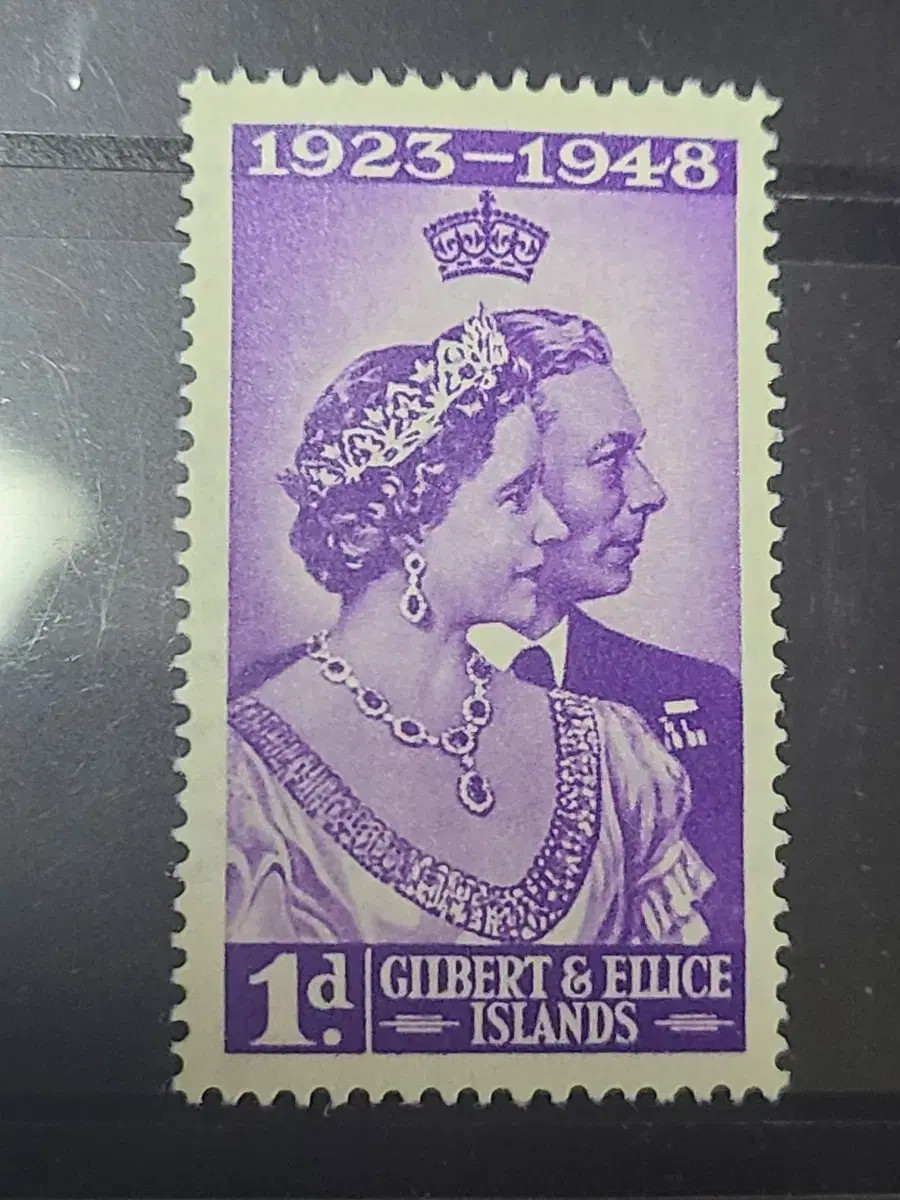 1923–1948
1d.
GILBERT & ELLICE
ISLANDS